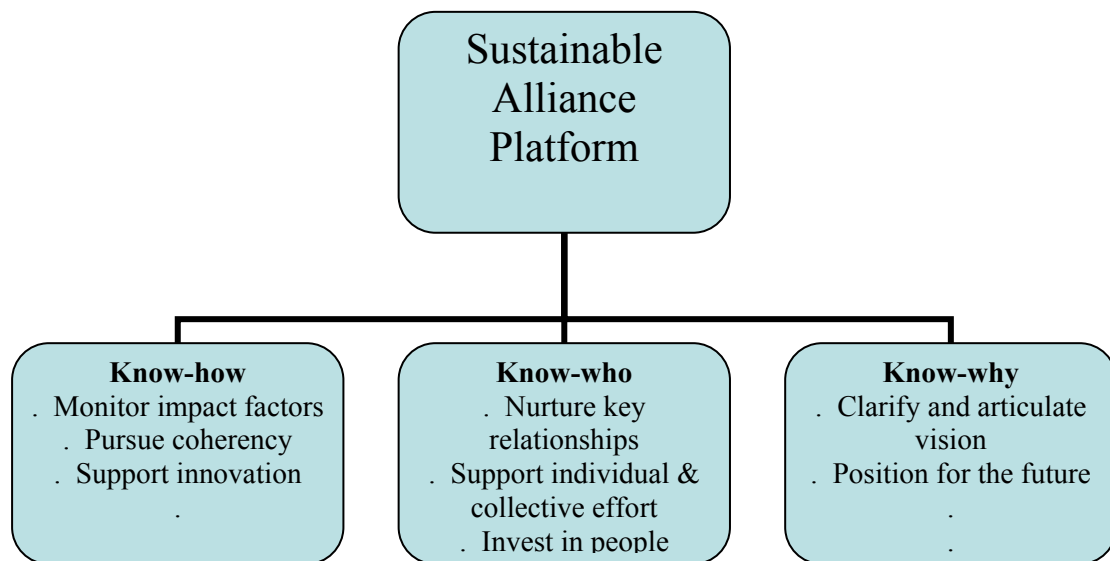 Sustainable
Alliance
Platform
Know-how
. Monitor impact factors
. Pursue coherency
. Support innovation
.
Know-who
. Nurture key
relationships
. Support individual &
collective effort
. Invest in people
Know-why
. Clarify and articulate
vision
. Position for the future
.
.